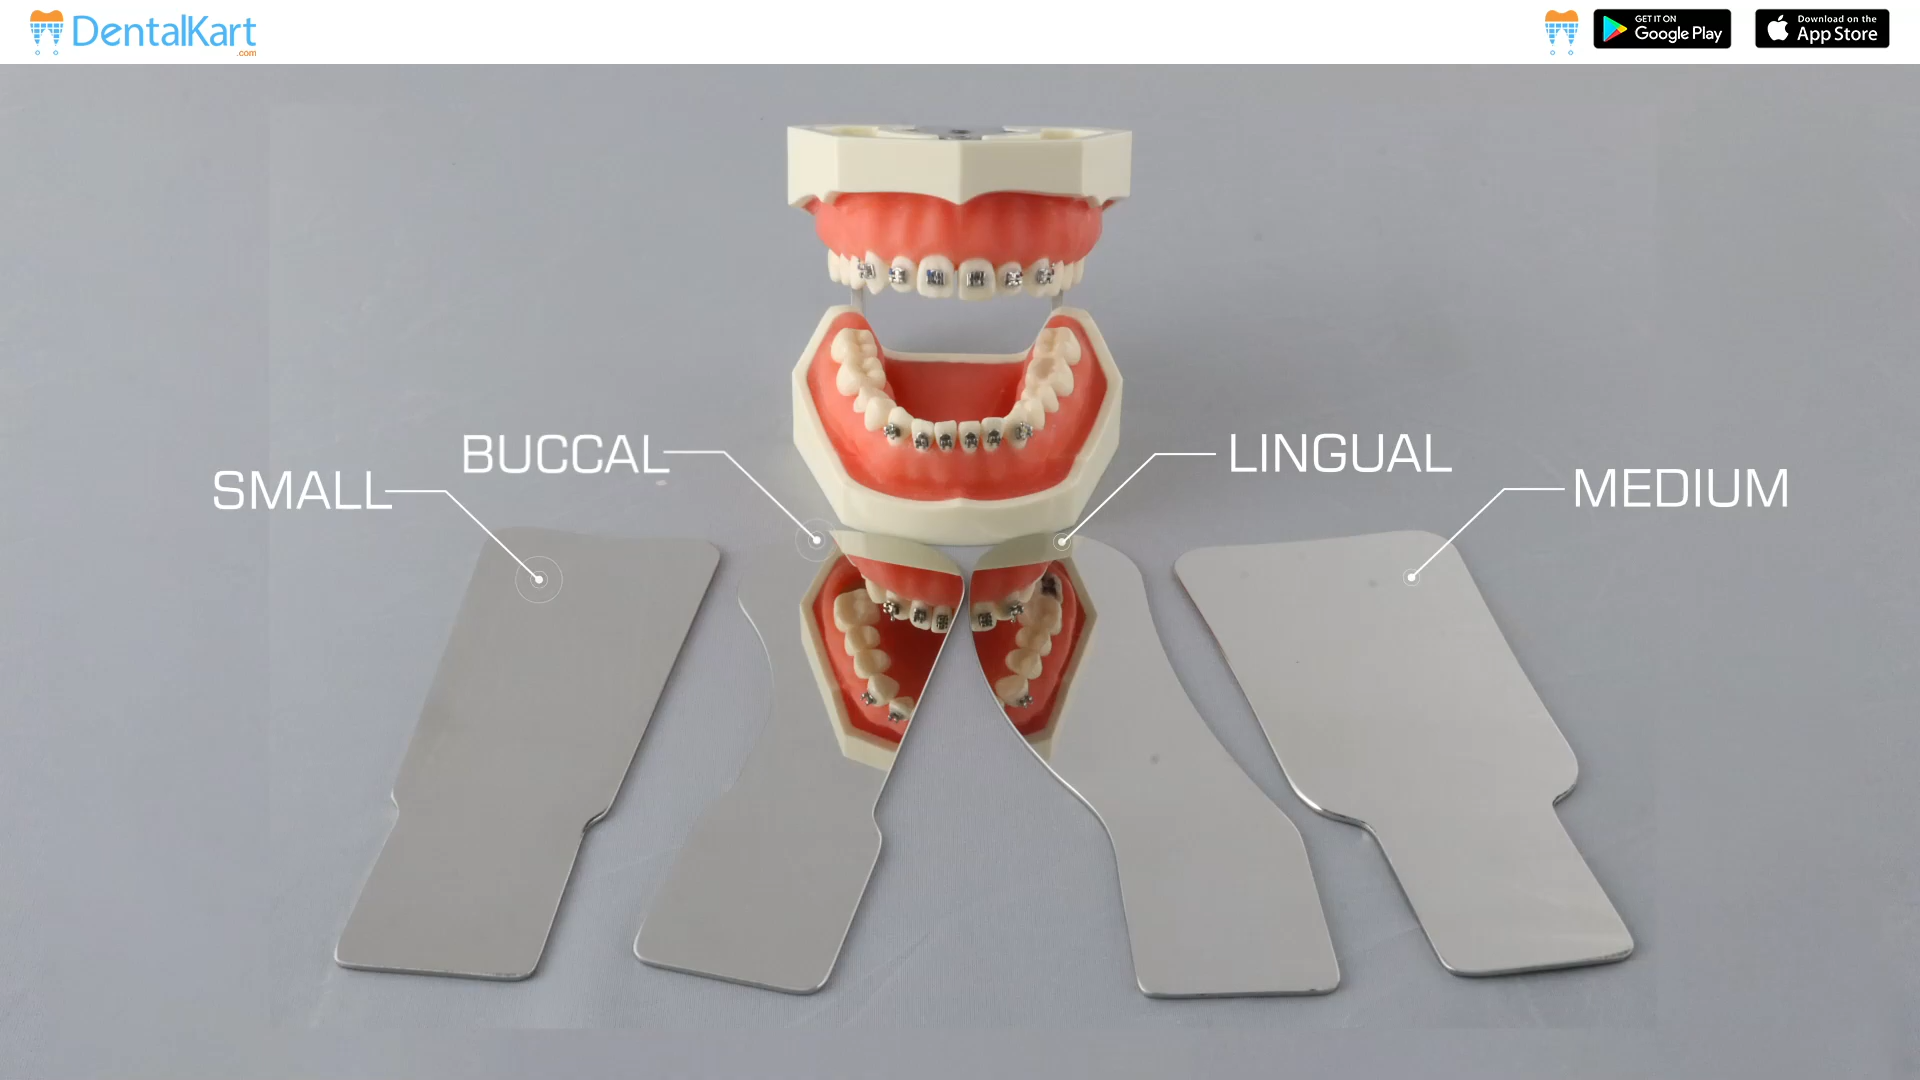 DentalKart
.com
GET IT ON
Google Play
Download on the
App Store
BUCCAL
LINGUAL
SMALL
MEDIUM